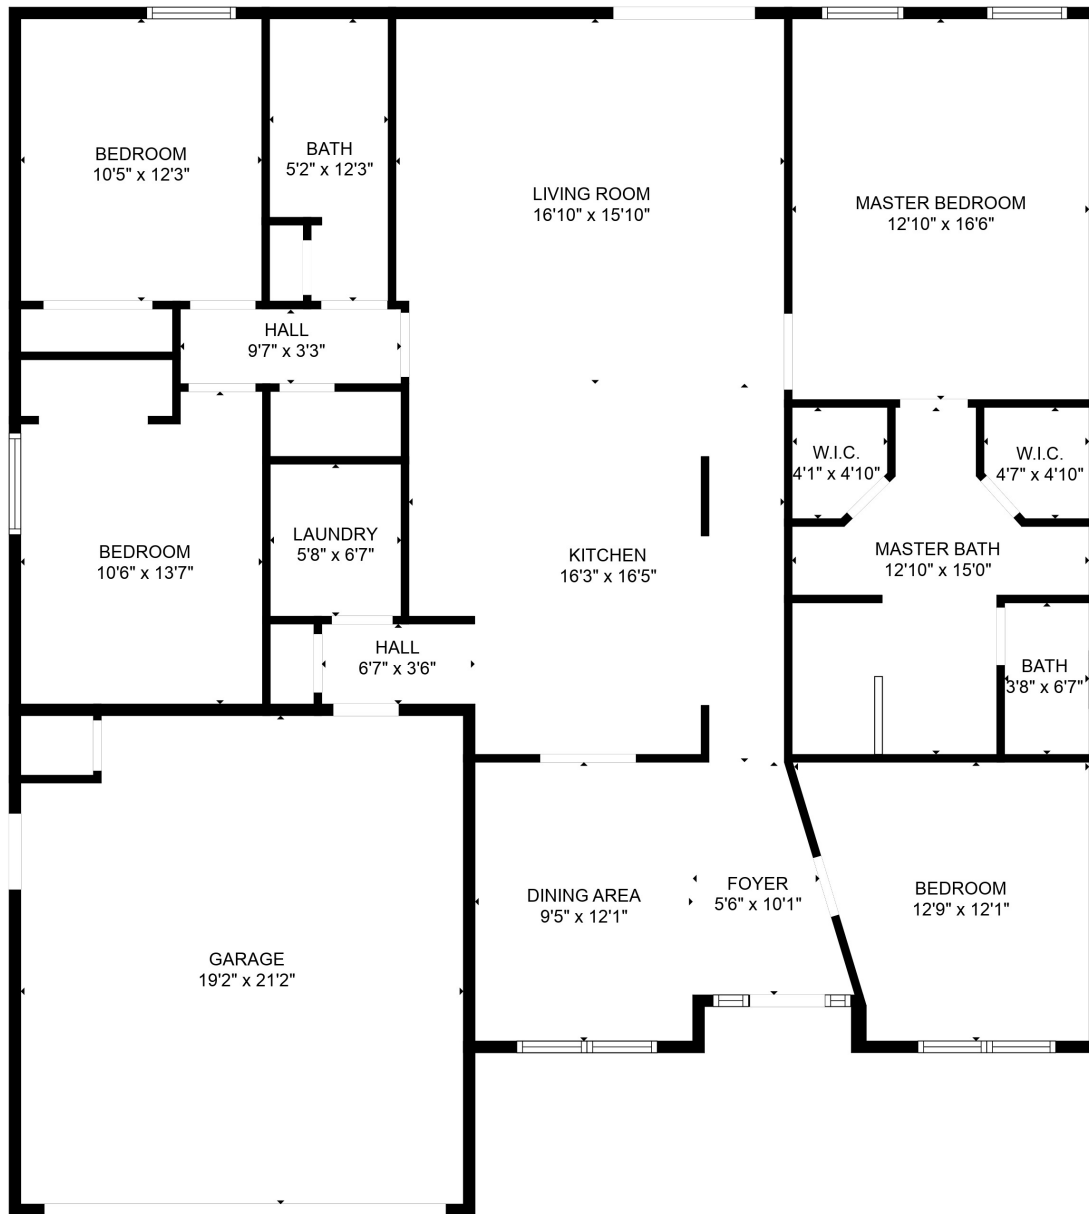 BEDROOM
10'5" x 12'3"
BATH
5'2" x 12'3"
LIVING ROOM
16'10" x 15'10"
MASTER BEDROOM
12'10" x 16'6"
HALL
9'7" x 3'3"
W.I.C.
4'1" x 4'10"
W.I.C.
4'7" x 4'10"
BEDROOM
10'6" x 13'7"
LAUNDRY
5'8" x 6'7"
KITCHEN
16'3" x 16'5"
MASTER BATH
12'10" x 15'0"
HALL
6'7" x 3'6"
BATH
3'8" x 6'7"
DINING AREA
9'5" x 12'1"
FOYER
5'6" x 10'1"
BEDROOM
12'9" x 12'1"
GARAGE
19'2" x 21'2"